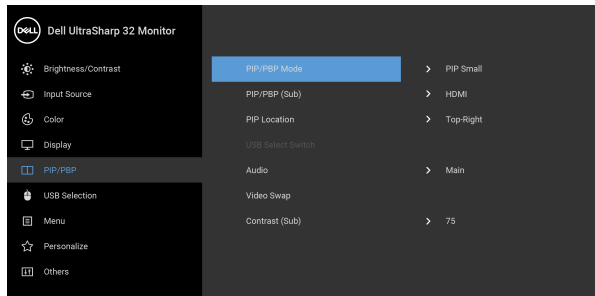 DELL Dell UltraSharp 32 Monitor
Brightness/Contrast
Input Source
Color
Display
PIP/PBP
USB Selection
Menu
Personalize
Others
PIP/PBP Mode > PIP Small
PIP/PBP (Sub) > HDMI
PIP Location > Top-Right
USB Select Switch
Audio > Main
Video Swap
Contrast (Sub) > 75